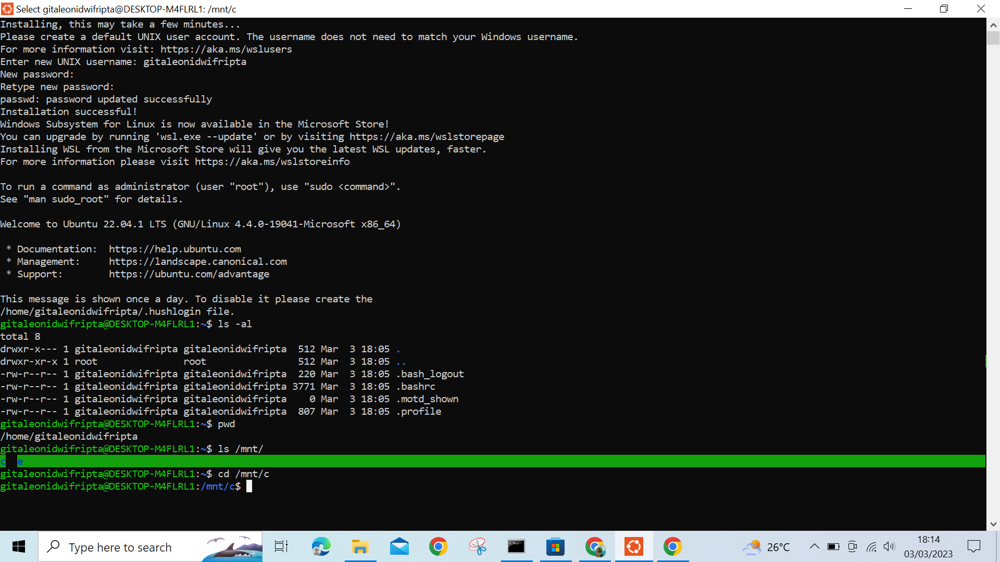 Select gitaleonidwifripta@DESKTOP-M4FLRL1: /mnt/c
Installing, this may take a few minutes...
Please create a default UNIX user account. The username does not need to match your Windows username.
For more information visit: https://aka.ms/wslusers
Enter new UNIX username: gitaleonidwifripta
New password:
Retype new password:
passwd: password updated successfully
Installation successful!
Windows Subsystem for Linux is now available in the Microsoft Store!
You can upgrade by running 'wsl.exe --update' or by visiting https://aka.ms/wslstorepage
Installing WSL from the Microsoft Store will give you the latest WSL updates, faster.
For more information please visit https://aka.ms/wslstoreinfo
To run a command as administrator (user "root"), use "sudo <command>".
See "man sudo_root" for details.
Welcome to Ubuntu 22.04.1 LTS (GNU/Linux 4.4.0-19041-Microsoft x86_64)
* Documentation:  https://help.ubuntu.com
* Management:     https://landscape.canonical.com
* Support:        https://ubuntu.com/advantage
This message is shown once a day. To disable it please create the
/home/gitaleonidwifripta/.hushlogin file.
gitaleonidwifripta@DESKTOP-M4FLRL1:~$ ls -al
total 8
drwxr-x--- 1 gitaleonidwifripta gitaleonidwifripta  512 Mar  3 18:05 .
drwxr-xr-x 1 root               root                512 Mar  3 18:05 ..
-rw-r--r-- 1 gitaleonidwifripta gitaleonidwifripta  220 Mar  3 18:05 .bash_logout
-rw-r--r-- 1 gitaleonidwifripta gitaleonidwifripta 3771 Mar  3 18:05 .bashrc
-rw-r--r-- 1 gitaleonidwifripta gitaleonidwifripta    0 Mar  3 18:05 .motd_shown
-rw-r--r-- 1 gitaleonidwifripta gitaleonidwifripta  807 Mar  3 18:05 .profile
gitaleonidwifripta@DESKTOP-M4FLRL1:~$ pwd
/home/gitaleonidwifripta
gitaleonidwifripta@DESKTOP-M4FLRL1:~$ ls /mnt/
c  e
gitaleonidwifripta@DESKTOP-M4FLRL1:~$ cd /mnt/c
gitaleonidwifripta@DESKTOP-M4FLRL1:/mnt/c$
Type here to search
26°C
18:14
03/03/2023